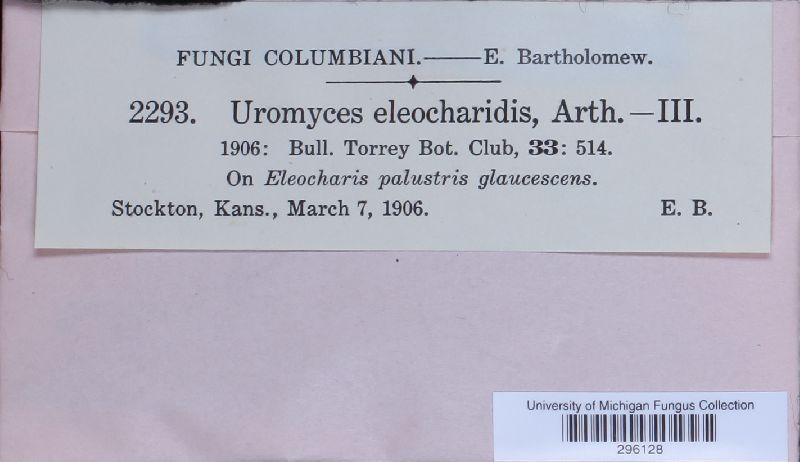 FUNGI COLUMBIANI.——E. Bartholomew.
2293. Uromyces eleocharidis, Arth.—III.
1906: Bull. Torrey Bot. Club, 33: 514.
On Eleocharis palustris glaucescens.
Stockton, Kans., March 7, 1906. E. B.
University of Michigan Fungus Collection
296128